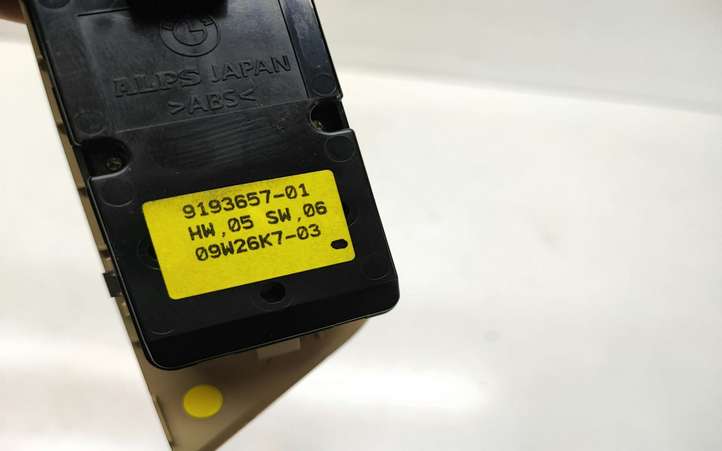 ALPS JAPAN
>ABS<
9193657-01
HW,05 SW,06
09W26K7-03